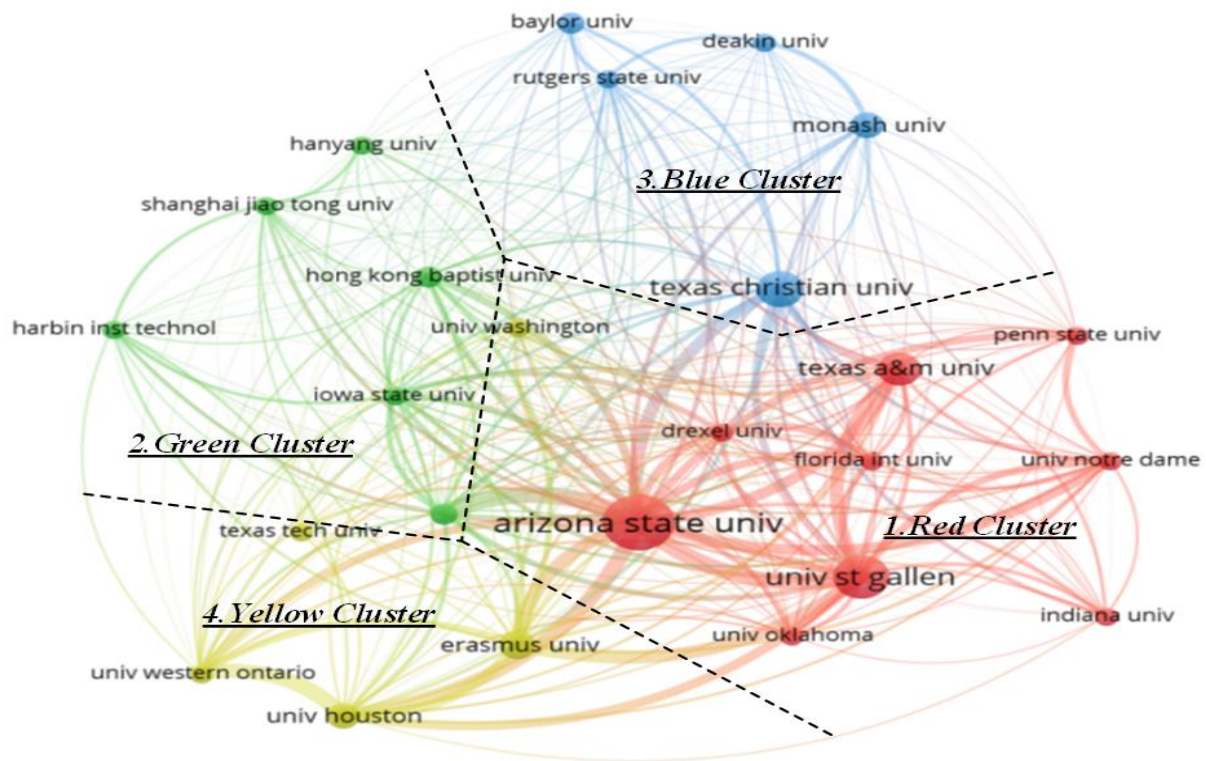 baylor univ
deakin univ
rutgers state univ
monash univ
hanyang univ
3.Blue Cluster
shanghai jiao tong univ
hong kong baptist univ
texas christian univ
harbin inst technol
univ washington
penn state univ
texas a&m univ
iowa state univ
drexel univ
2.Green Cluster
florida int univ
univ notre dame
arizona state univ
texas tech univ
1.Red Cluster
univ st gallen
4.Yellow Cluster
indiana univ
univ oklahoma
erasmus univ
univ western ontario
univ houston